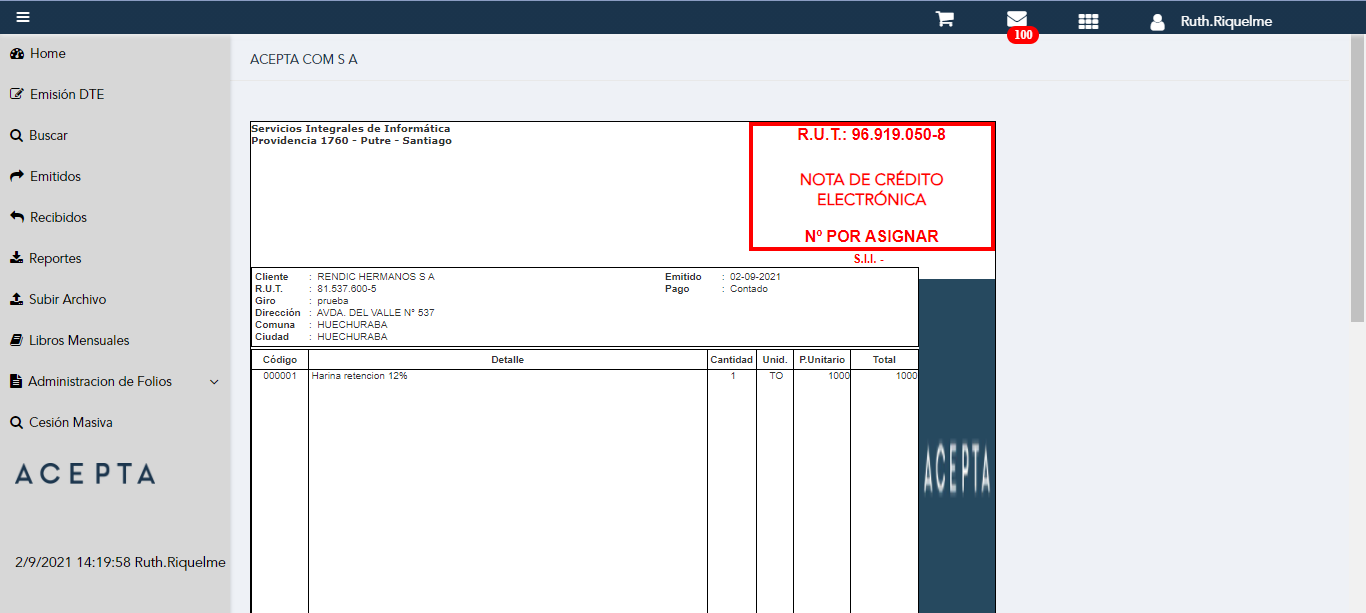 Ruth.Riquelme
100
Home
Emisión DTE
Buscar
Emitidos
Recibidos
Reportes
Subir Archivo
Libros Mensuales
Administracion de Folios
Cesión Masiva
ACEPTA
2/9/2021 14:19:58 Ruth.Riquelme
ACEPTA COM S A
Servicios Integrales de Informática
Providencia 1760 - Putre - Santiago
R.U.T.: 96.919.050-8
NOTA DE CRÉDITO
ELECTRÓNICA
Nº POR ASIGNAR
S.I.I. -
Cliente : RENDIC HERMANOS S A Emitido : 02-09-2021
R.U.T. : 81.537.600-5 Pago : Contado
Giro : prueba
Dirección : AVDA. DEL VALLE N° 537
Comuna : HUECHURABA
Ciudad : HUECHURABA
Código Detalle Cantidad Unid. P.Unitario Total
000001 Harina retencion 12% 1 TO 1000 1000
ACEPTA